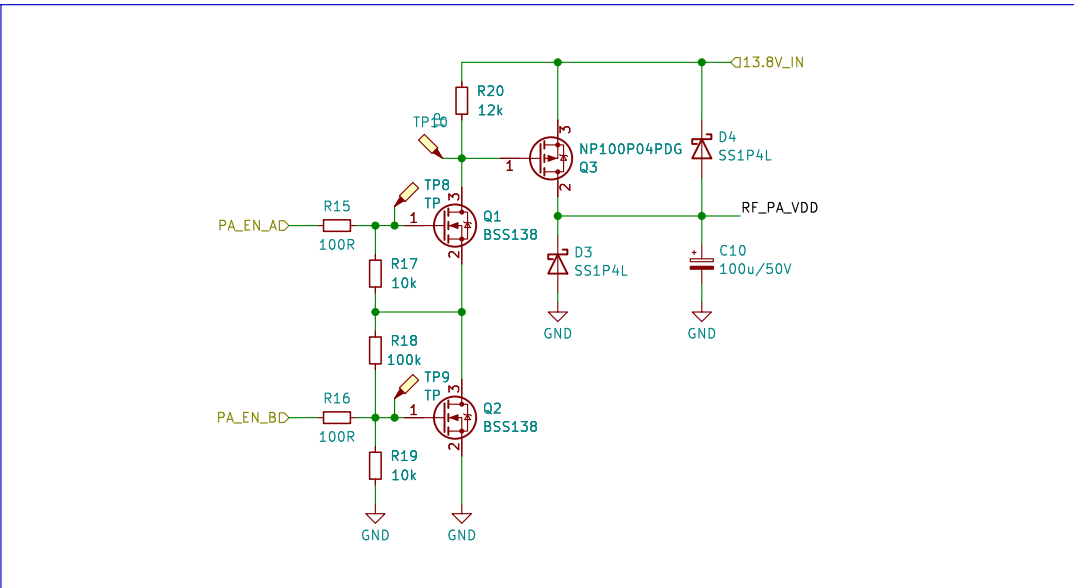 13.8V_IN
R20
12k
TP10
3
1
2
NP100P04PDG
Q3
D4
SS1P4L
TP8
TP
R15
PA_EN_A
100R
1
3
2
Q1
BSS138
RF_PA_VDD
R17
10k
D3
SS1P4L
+
C10
100u/50V
GND
GND
R18
100k
TP9
TP
R16
PA_EN_B
100R
1
3
2
Q2
BSS138
R19
10k
GND
GND